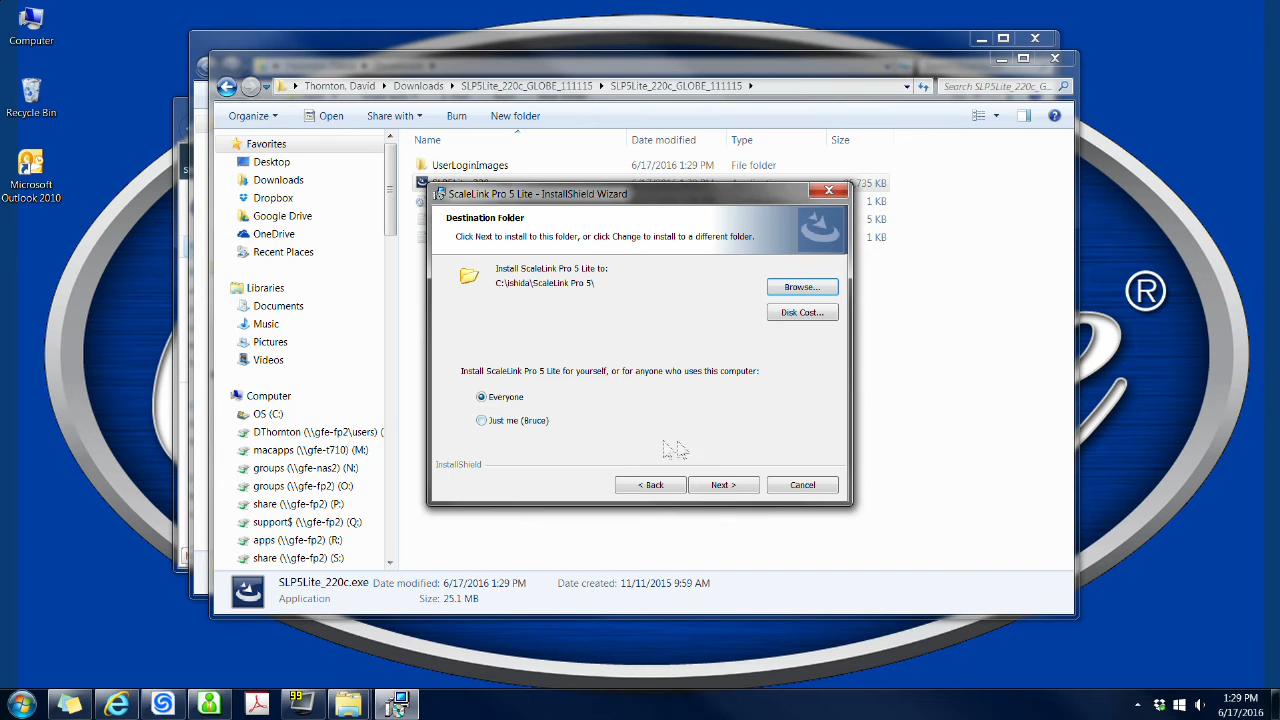 Computer
Recycle Bin
Microsoft
Outlook 2010
Thornton, David
Downloads
SLP5Lite_220c_GLOBE_111115
SLP5Lite_220c_GLOBE_111115
Search SLP5Lite_220c_G...
Organize
Open
Share with
Burn
New folder
Favorites
Desktop
Downloads
Dropbox
Google Drive
OneDrive
Recent Places
Libraries
Documents
Music
Pictures
Videos
Computer
OS (C:)
DThornton (\\gfe-fp2\users) (
macapps (\\gfe-t710) (M:)
groups (\\gfe-nas2) (N:)
groups (\\gfe-fp2) (O:)
share (\\gfe-fp2) (P:)
support$ (\\gfe-fp2) (Q:)
apps (\\gfe-fp2) (R:)
share (\\gfe-fp2) (S:)
Name
Date modified
Type
Size
UserLoginImages
6/17/2016 1:29 PM
File folder
735 KB
1 KB
5 KB
1 KB
ScaleLink Pro 5 Lite - InstallShield Wizard
Destination Folder
Click Next to install to this folder, or click Change to install to a different folder.
Install ScaleLink Pro 5 Lite to:
C:\ishida\ScaleLink Pro 5\
Browse...
Disk Cost...
Install ScaleLink Pro 5 Lite for yourself, or for anyone who uses this computer:
Everyone
Just me (Bruce)
InstallShield
< Back
Next >
Cancel
SLP5Lite_220c.exe
Date modified: 6/17/2016 1:29 PM
Date created: 11/11/2015 9:59 AM
Application
Size: 25.1 MB
®
99
1:29 PM
6/17/2016